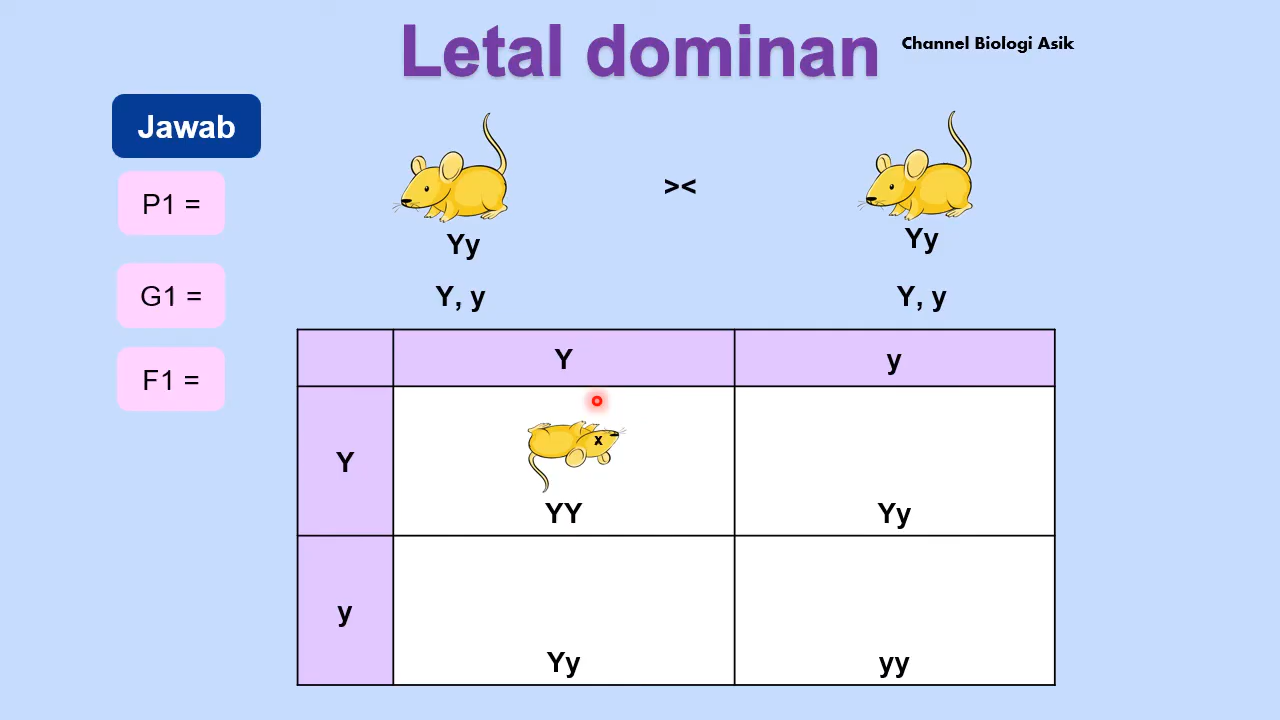 Letal dominan
Channel Biologi Asik
Jawab
P1 =
><
Yy
Yy
G1 =
Y, y
Y, y
F1 =
Y
y
Y
x
YY
Yy
y
Yy
yy